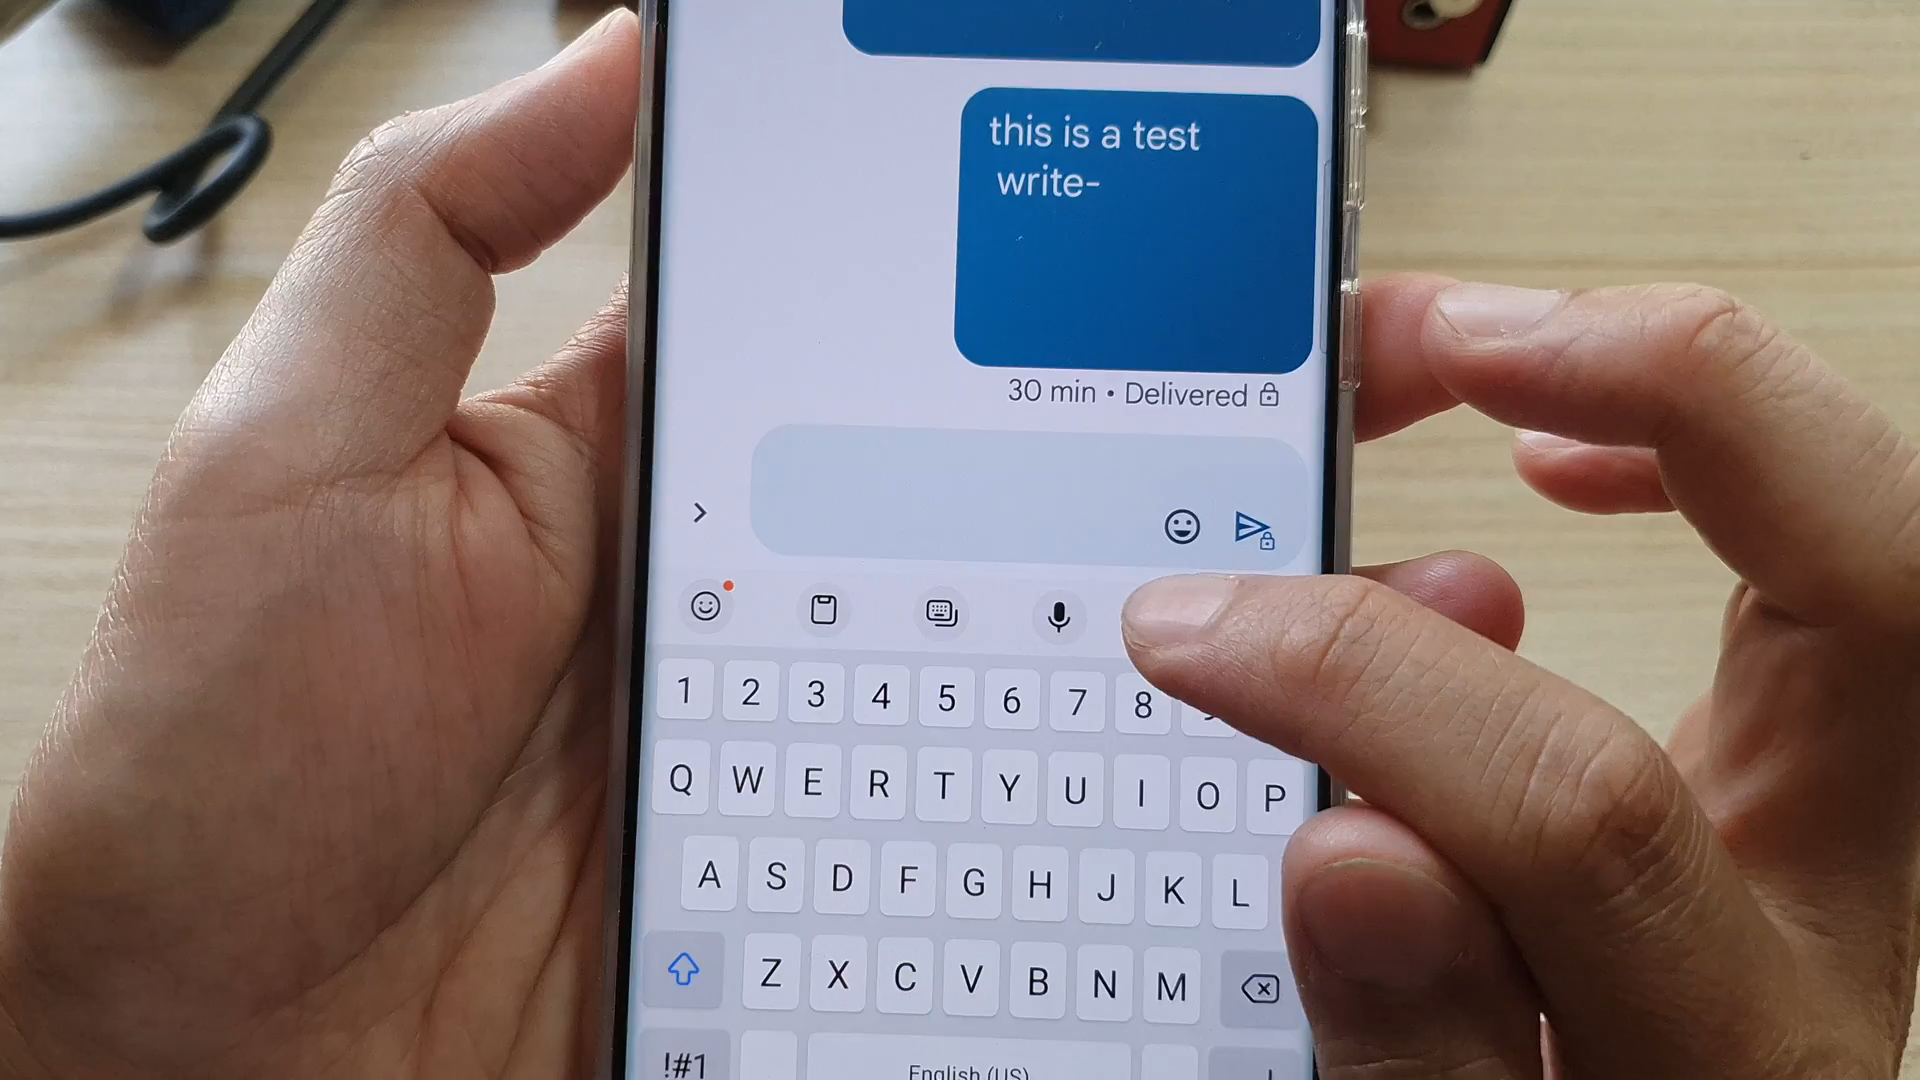 this is a test
write-
30 min • Delivered
1 2 3 4 5 6 7 8
Q W E R T Y U I O P
A S D F G H J K L
Z X C V B N M
!#1 English (US)